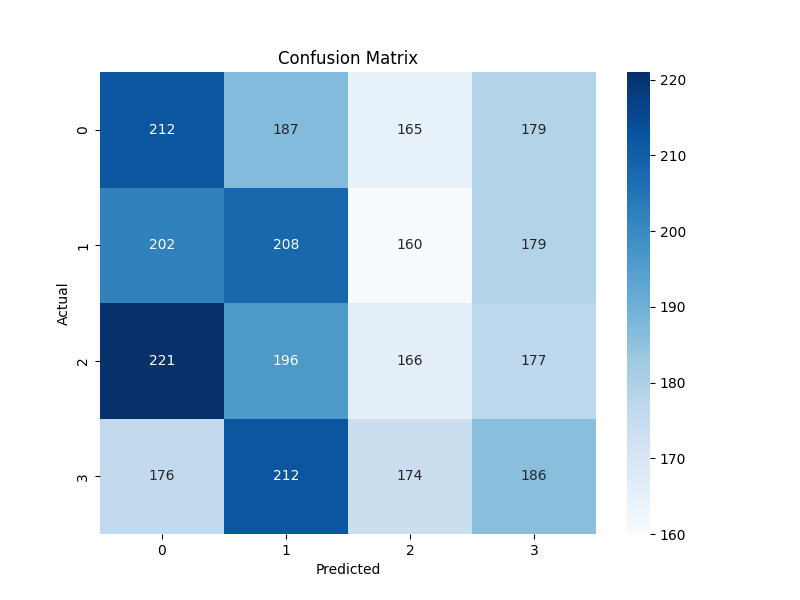 Confusion Matrix
Actual
0 212 187 165 179
1 202 208 160 179
2 221 196 166 177
3 176 212 174 186
0 1 2 3
Predicted
220
210
200
190
180
170
160